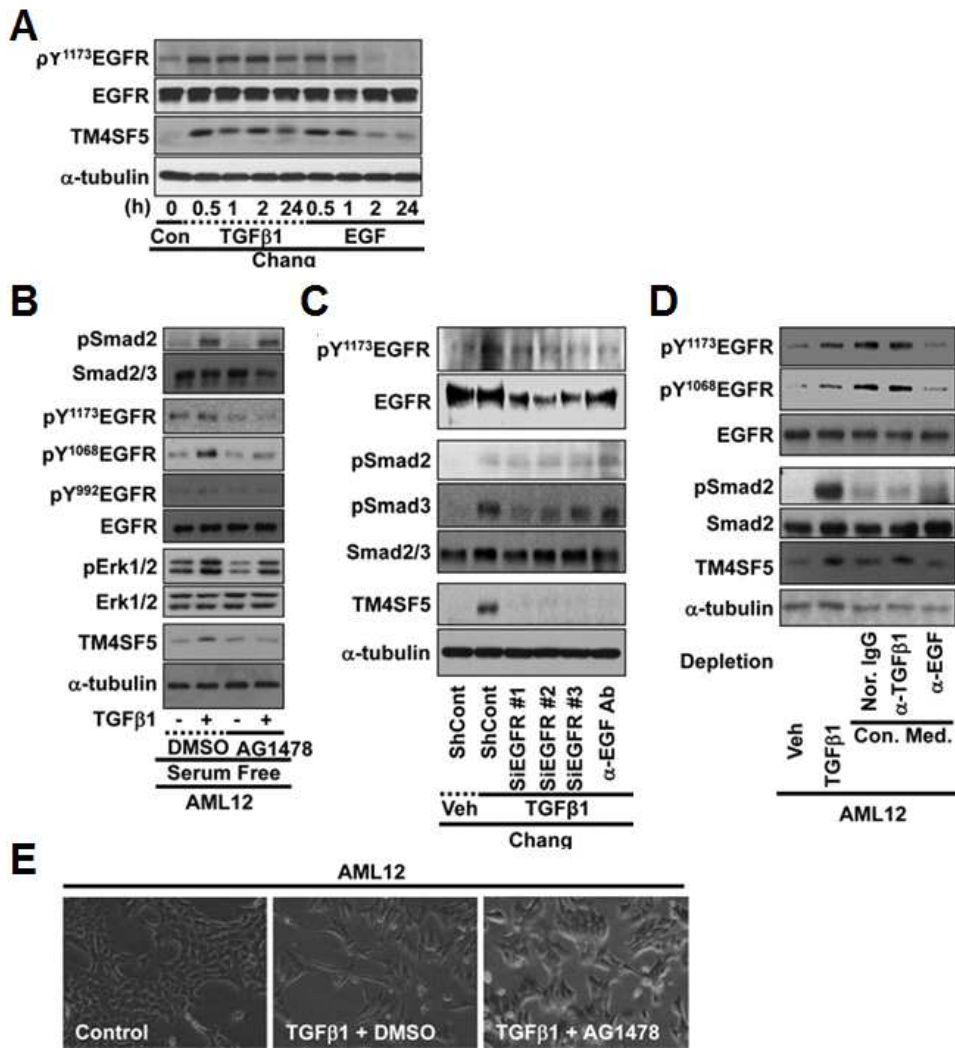 A
pY¹¹⁷³EGFR
EGFR
TM4SF5
α-tubulin
(h) 0 0.5 1 2 24 0.5 1 2 24
Con TGFβ1 EGF
Chang
B
pSmad2
Smad2/3
pY¹¹⁷³EGFR
pY¹⁰⁶⁸EGFR
pY⁹⁹²EGFR
EGFR
pErk1/2
Erk1/2
TM4SF5
α-tubulin
TGFβ1 - + - +
DMSO AG1478
Serum Free
AML12
C
pY¹¹⁷³EGFR
EGFR
pSmad2
pSmad3
Smad2/3
TM4SF5
α-tubulin
ShCont
ShCont
SiEGFR #1
SiEGFR #2
SiEGFR #3
α-EGF Ab
Veh TGFβ1
Chang
D
pY¹¹⁷³EGFR
pY¹⁰⁶⁸EGFR
EGFR
pSmad2
Smad2
TM4SF5
α-tubulin
Depletion
Nor. IgG
α-TGFβ1
α-EGF
Veh
TGFβ1
Con. Med.
AML12
E
AML12
Control
TGFβ1 + DMSO
TGFβ1 + AG1478